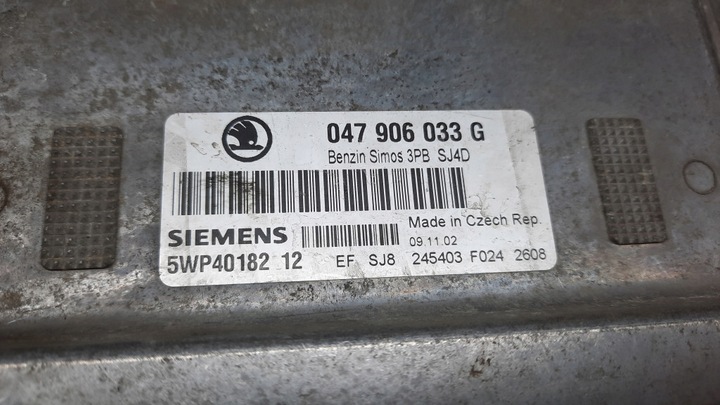 047 906 033 G
Benzin Simos 3PB SJ4D
Made in Czech Rep.
SIEMENS 09.11.02
5WP40182 12 EF SJ8 245403 F024 2608